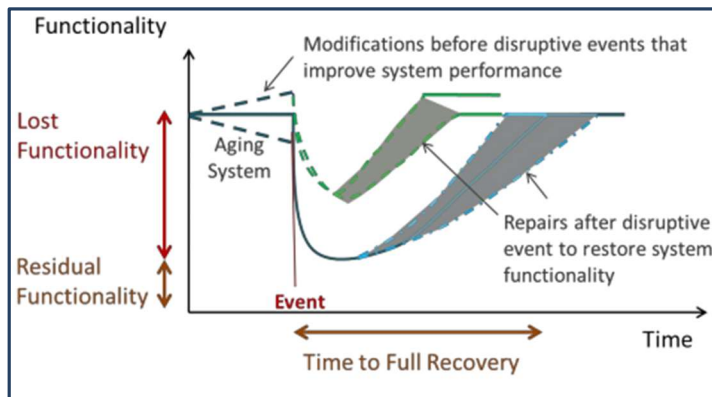 Functionality
Modifications before disruptive events that
improve system performance
Lost
Functionality
Aging
System
Repairs after disruptive
event to restore system
functionality
Residual
Functionality
Event
Time
Time to Full Recovery